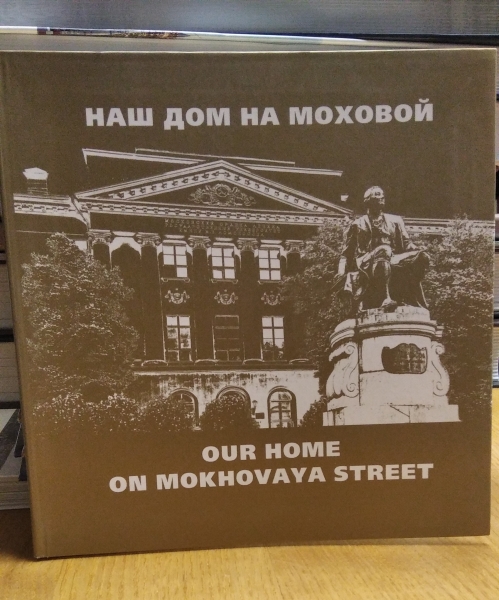 НАШ ДОМ НА МОХОВОЙ
OUR HOME
ON MOKHOVAYA STREET